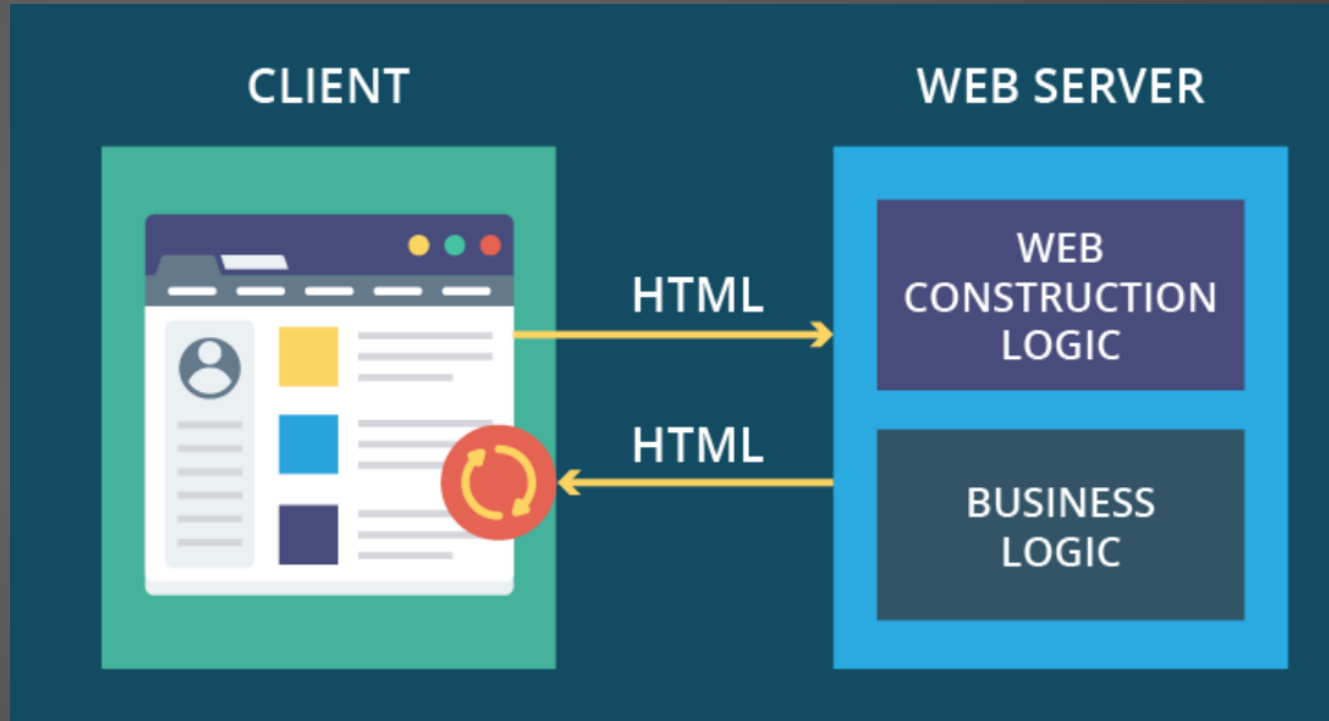 CLIENT
WEB SERVER
HTML
HTML
WEB
CONSTRUCTION
LOGIC
BUSINESS
LOGIC